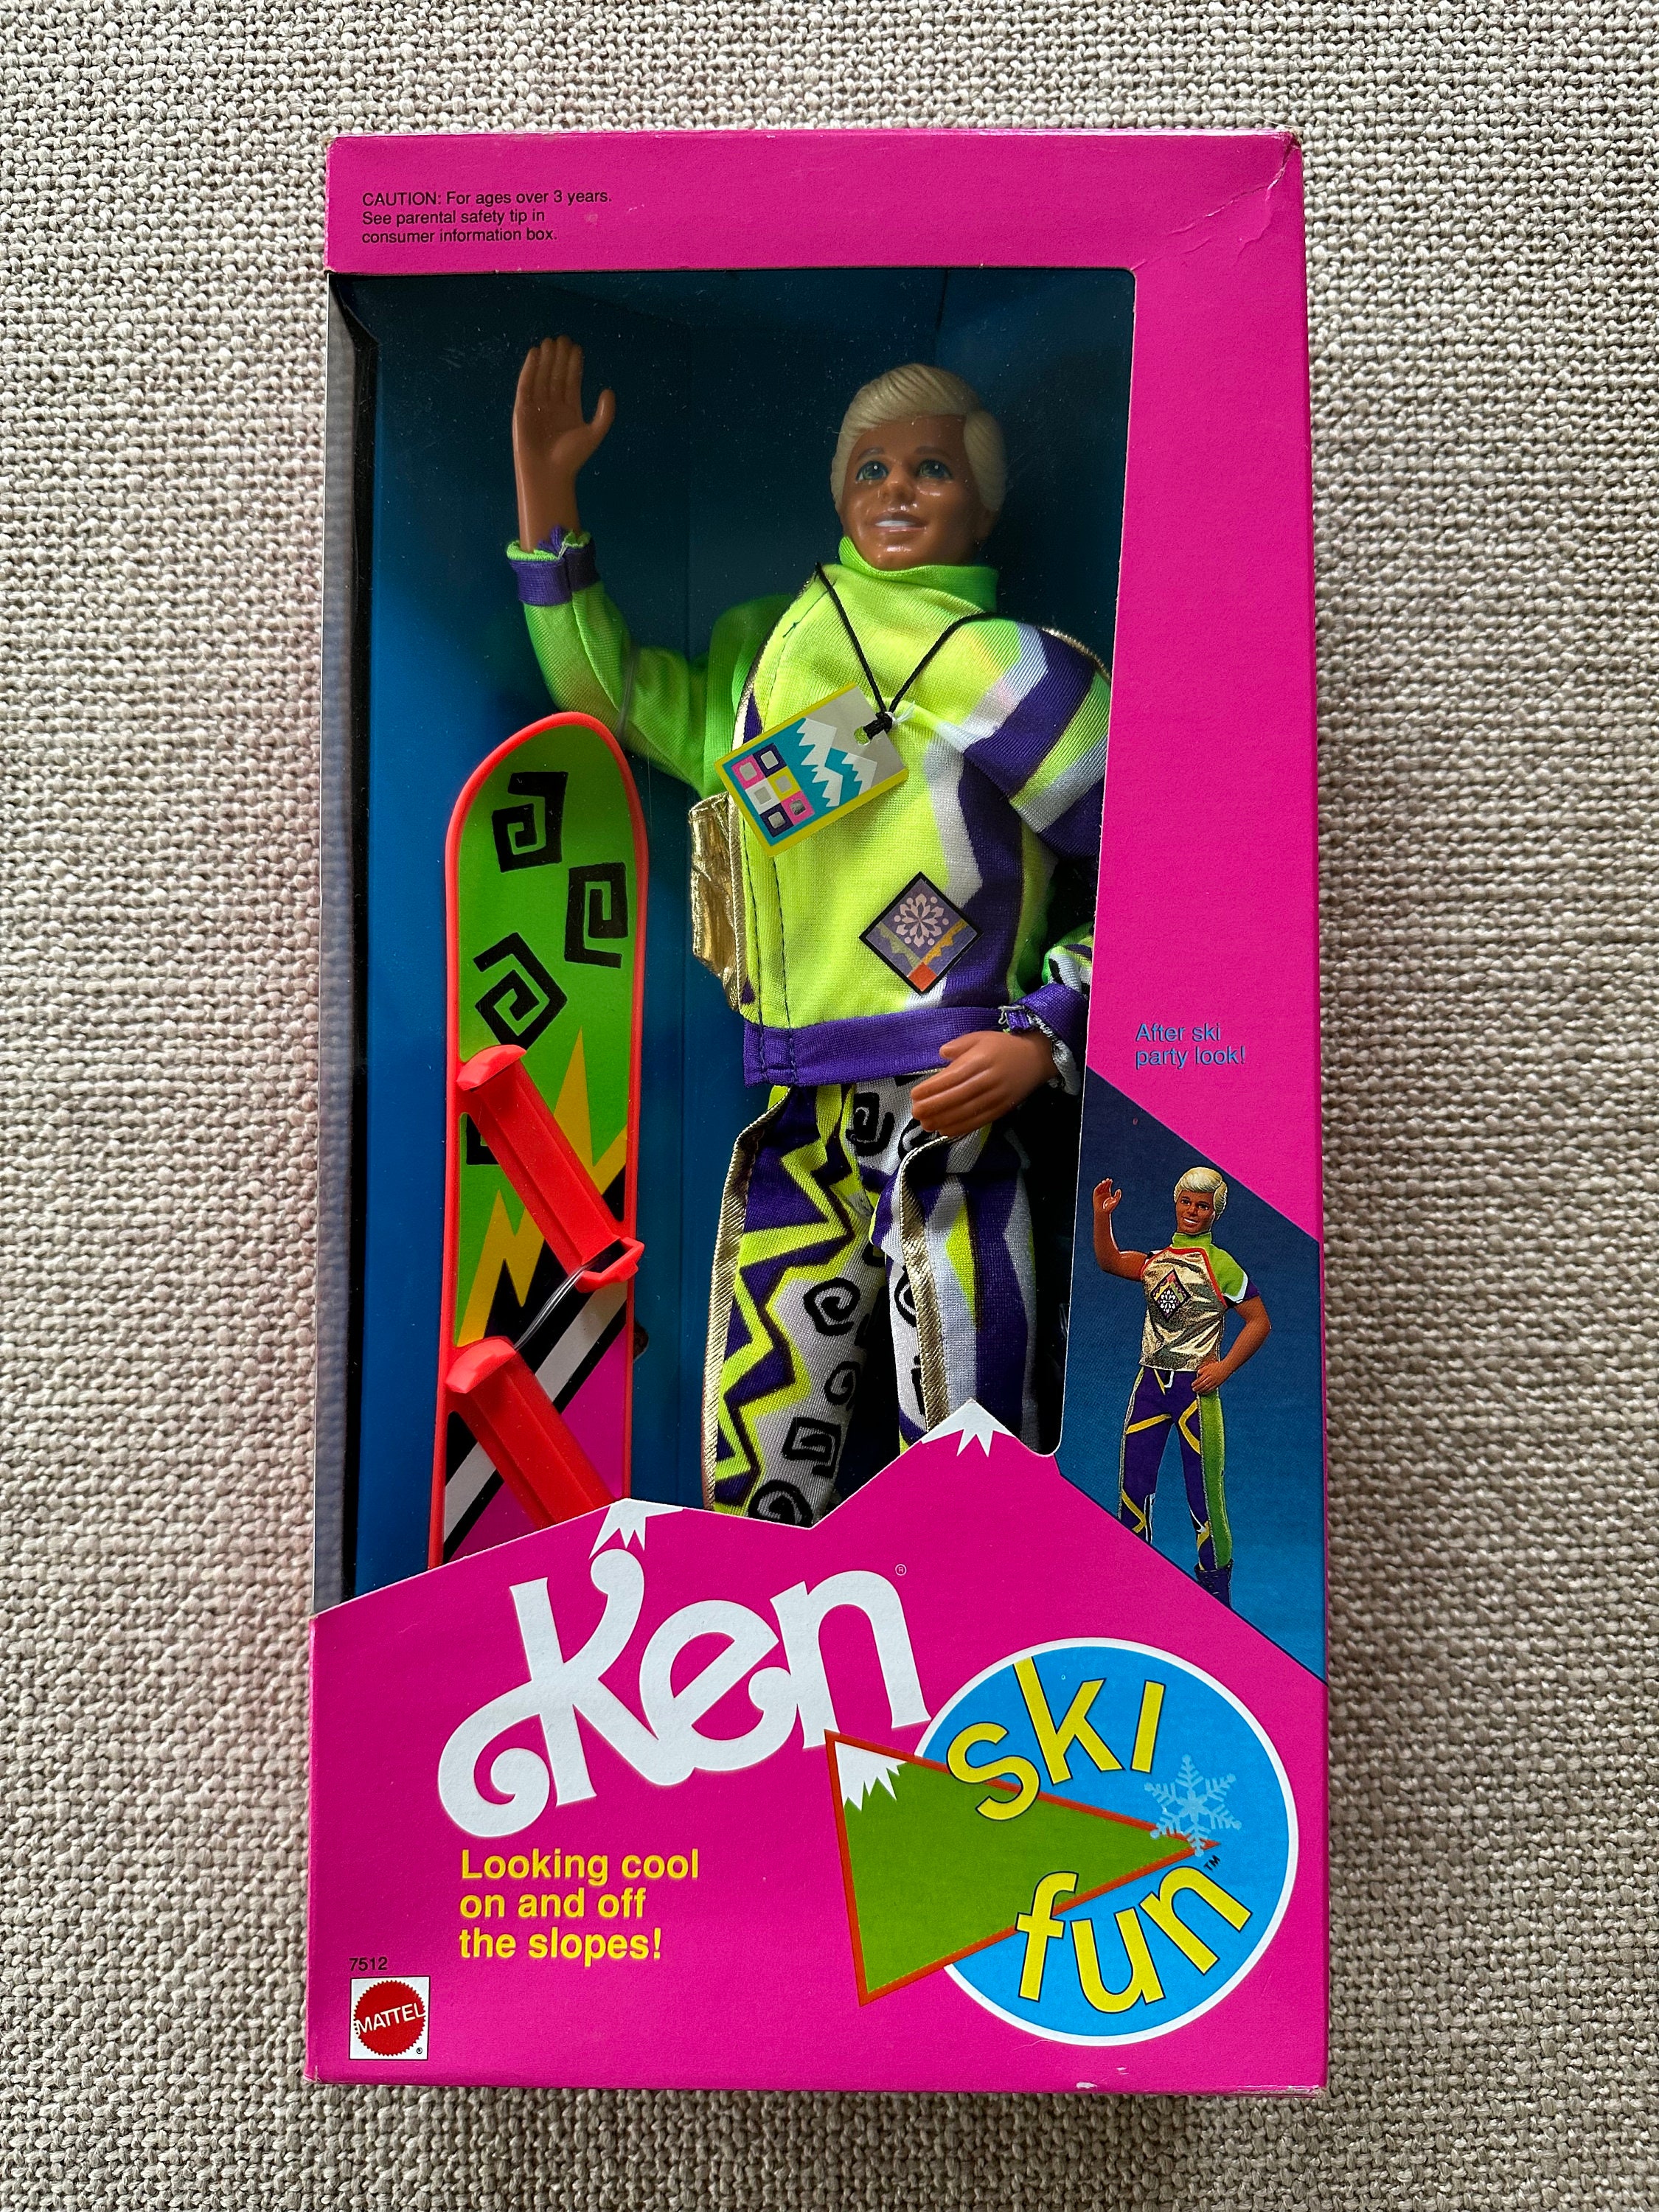 CAUTION: For ages over 3 years.
See parental safety tip in
consumer information box.
After ski
party look!
Ken®
ski
fun™
Looking cool
on and off
the slopes!
7512
MATTEL®